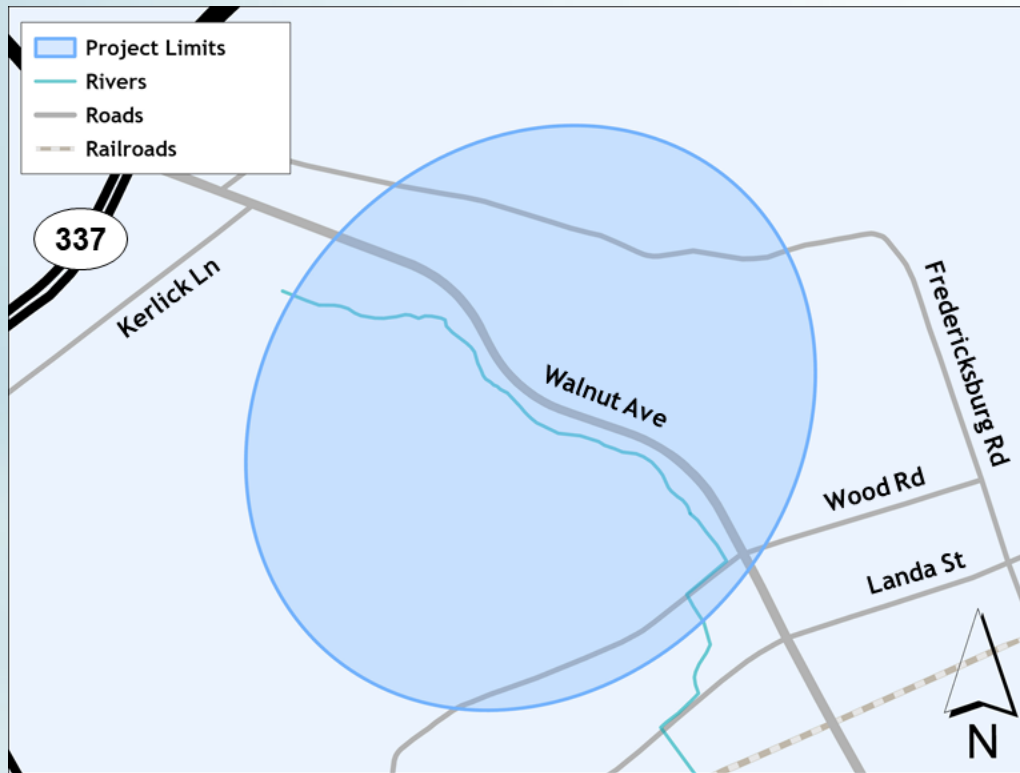 Project Limits
Rivers
Roads
Railroads
337
Kerlick Ln
Walnut Ave
Fredericksburg Rd
Wood Rd
Landa St
N